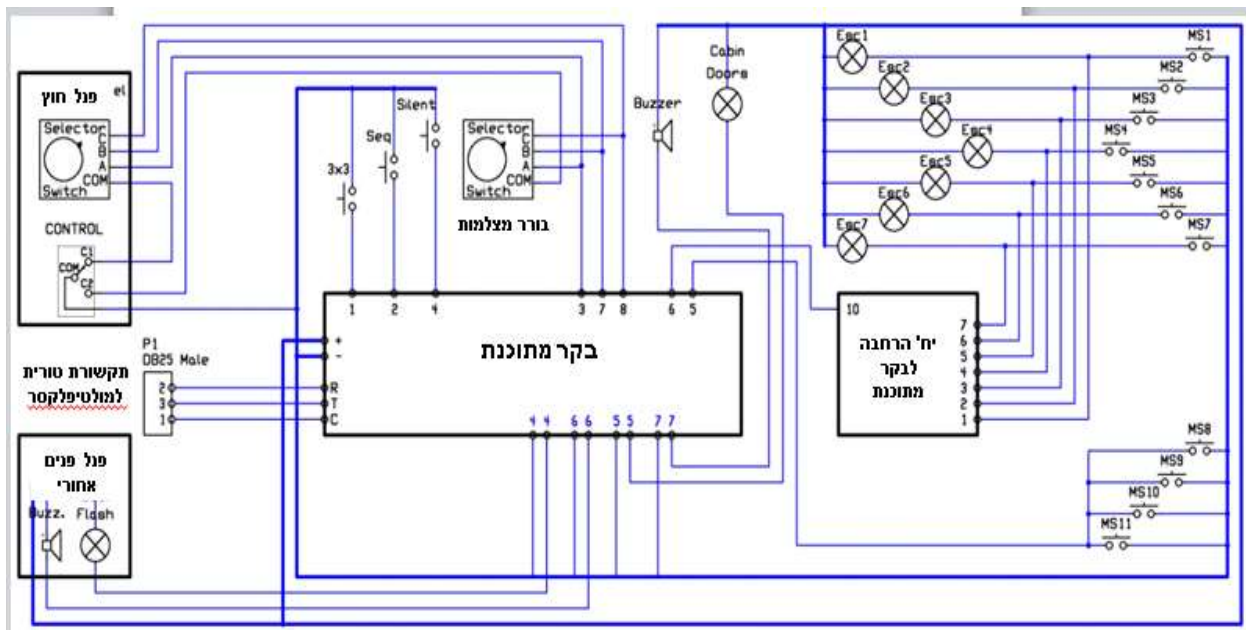 פנל חוץ
el
Selector
C
B
A
COM
Switch
CONTROL
C1
COM
C2
3x3
Seq
Silent
Selector
C
B
A
COM
Switch
בורר מצלמות
Buzzer
Cabin
Doors
Esc1
Esc2
Esc3
Esc4
Esc5
Esc6
Esc7
MS1
MS2
MS3
MS4
MS5
MS6
MS7
1 2 4 3 7 8 6 5
+
-
R
T
C
בקר מתוכנת
4 4 6 6 5 5 7 7
P1
DB25 Male
2
3
1
תקשורת טורית
למולטיפלקסר
10
יח' הרחבה
לבקר
מתוכנת
7
6
5
4
3
2
1
פנל פנים
אחורי
Buzz. Flash
MS8
MS9
MS10
MS11